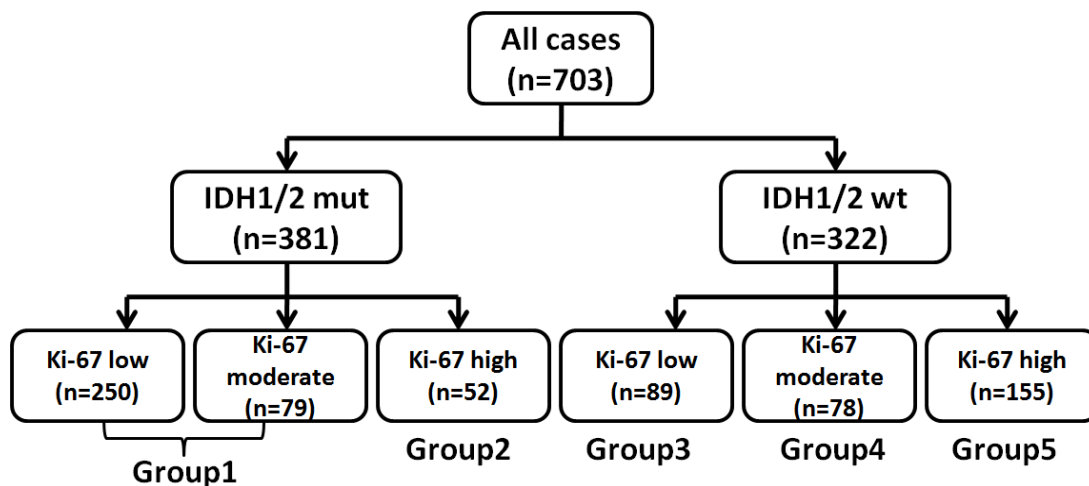 All cases
(n=703)
IDH1/2 mut
(n=381)
IDH1/2 wt
(n=322)
Ki-67 low
(n=250)
Ki-67
moderate
(n=79)
Ki-67 high
(n=52)
Ki-67 low
(n=89)
Ki-67
moderate
(n=78)
Ki-67 high
(n=155)
Group1
Group2
Group3
Group4
Group5